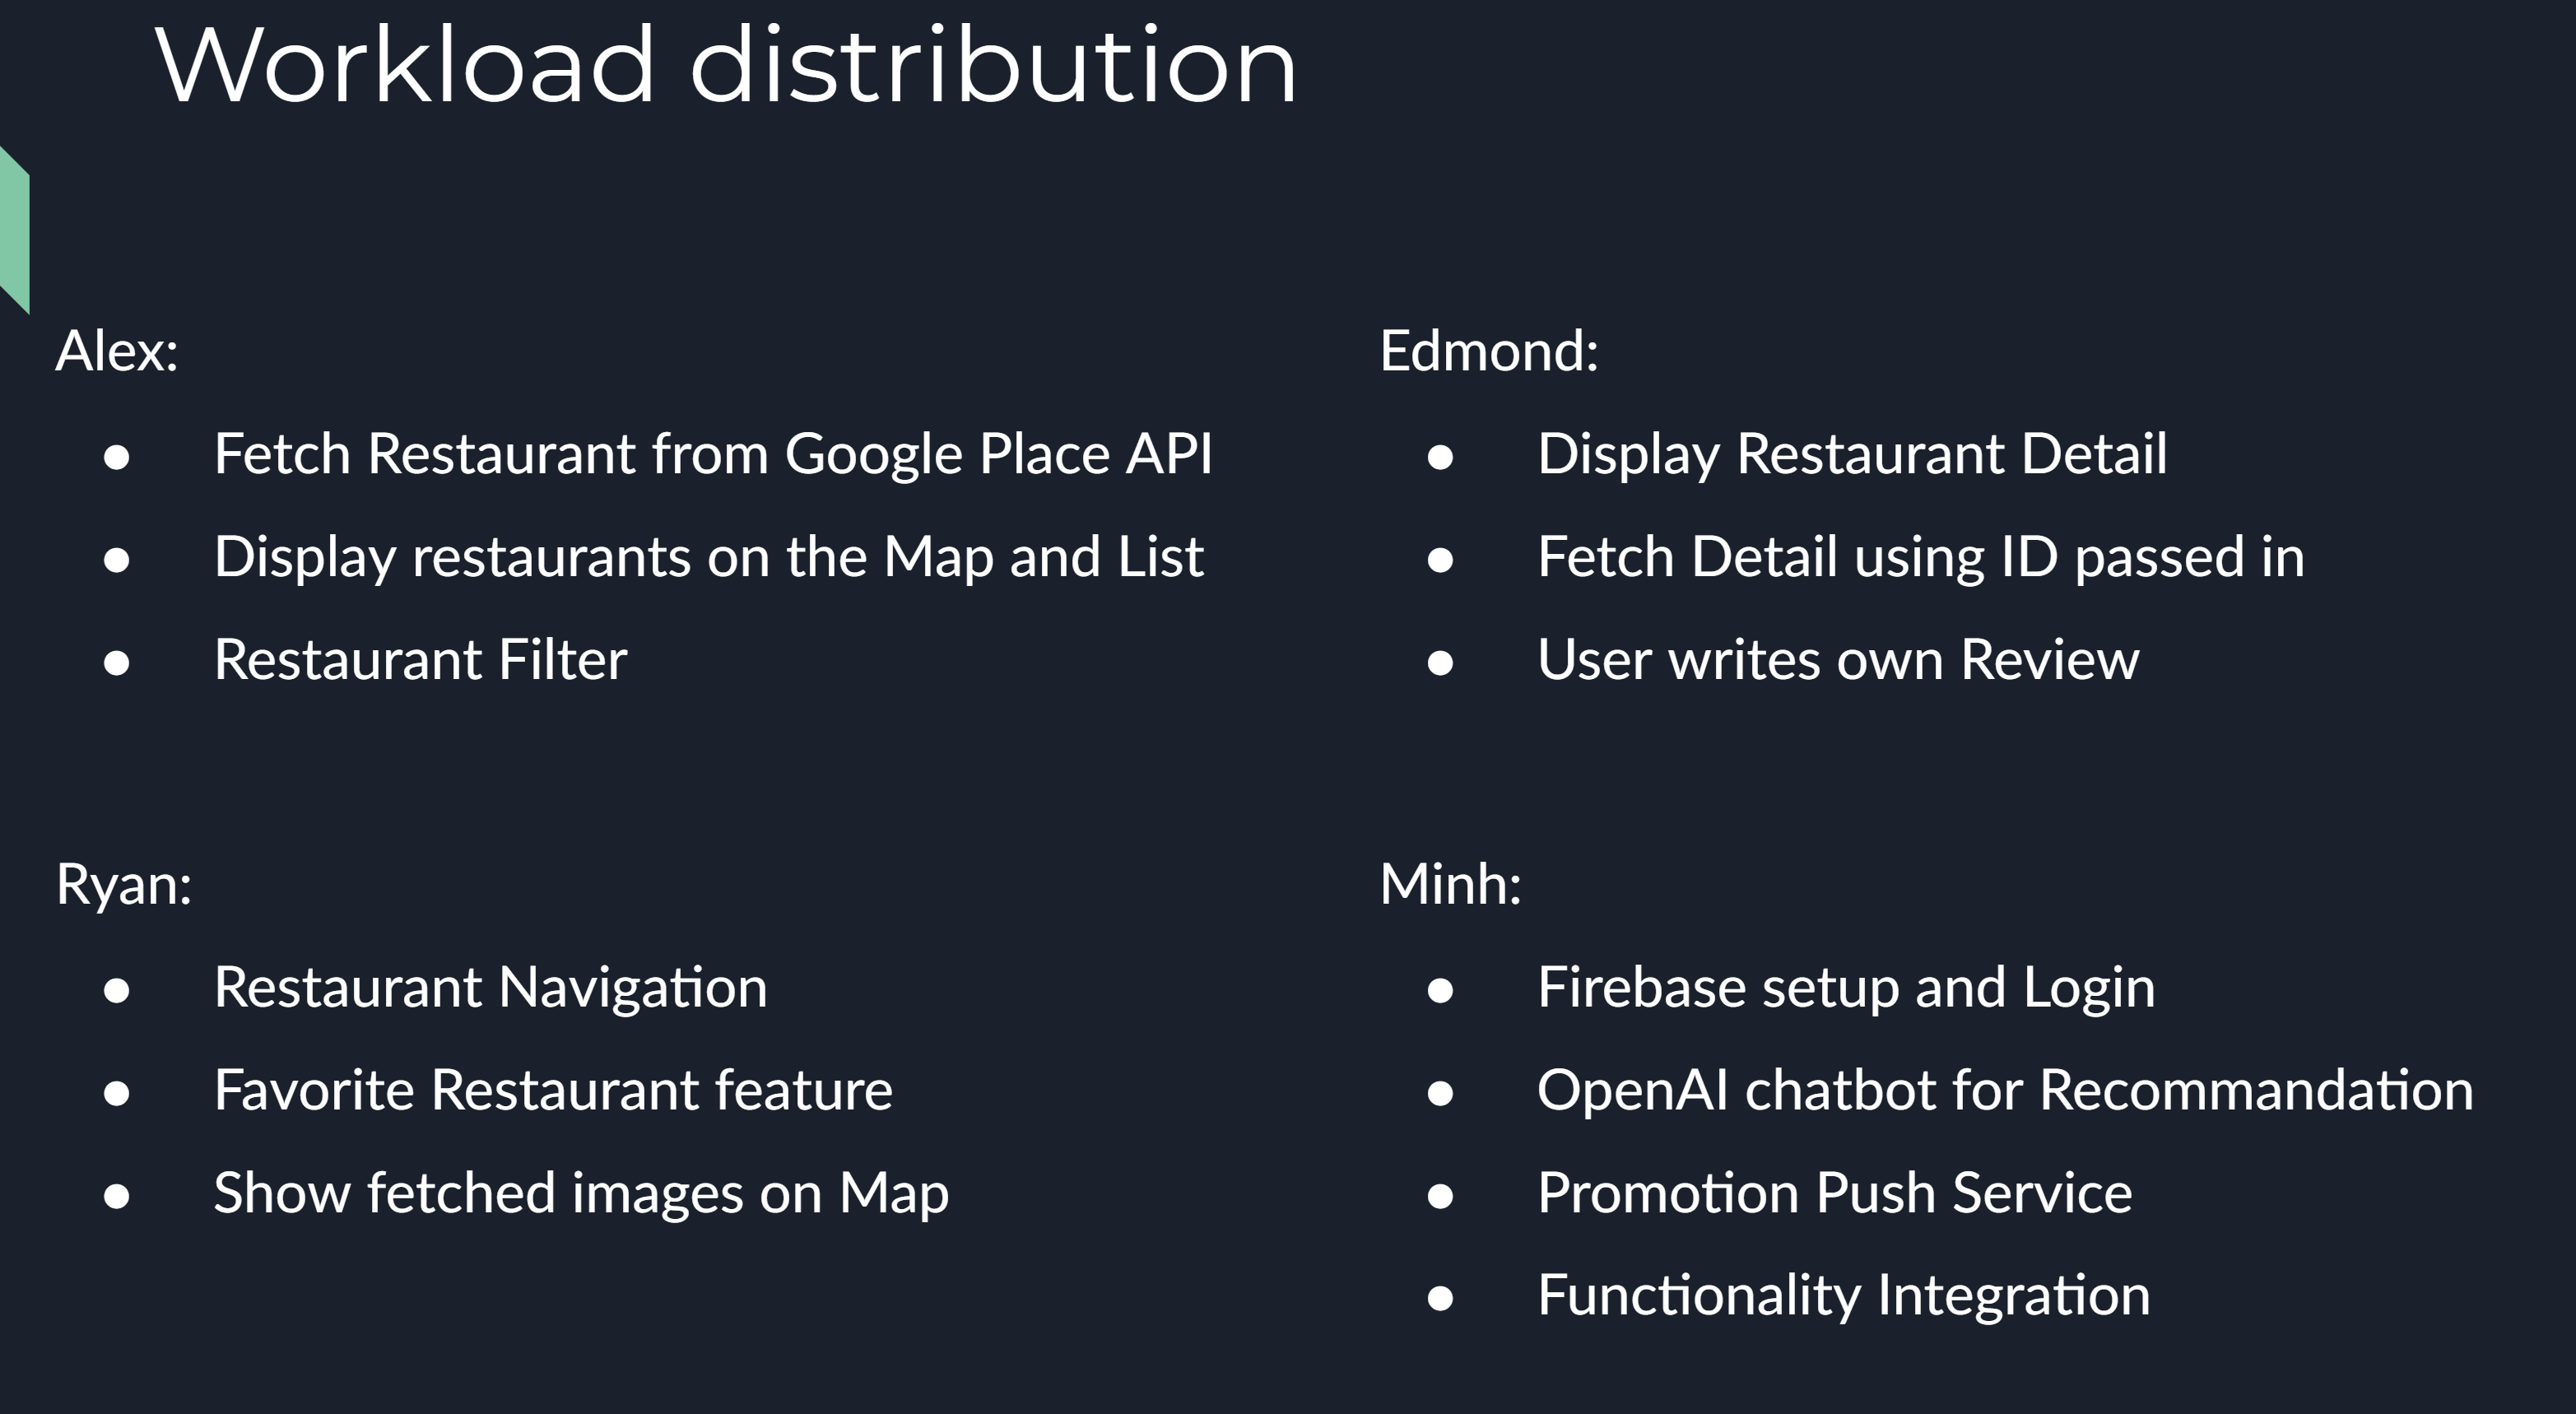 Workload distribution
Alex:
● Fetch Restaurant from Google Place API
● Display restaurants on the Map and List
● Restaurant Filter
Ryan:
● Restaurant Navigation
● Favorite Restaurant feature
● Show fetched images on Map
Edmond:
● Display Restaurant Detail
● Fetch Detail using ID passed in
● User writes own Review
Minh:
● Firebase setup and Login
● OpenAI chatbot for Recommandation
● Promotion Push Service
● Functionality Integration